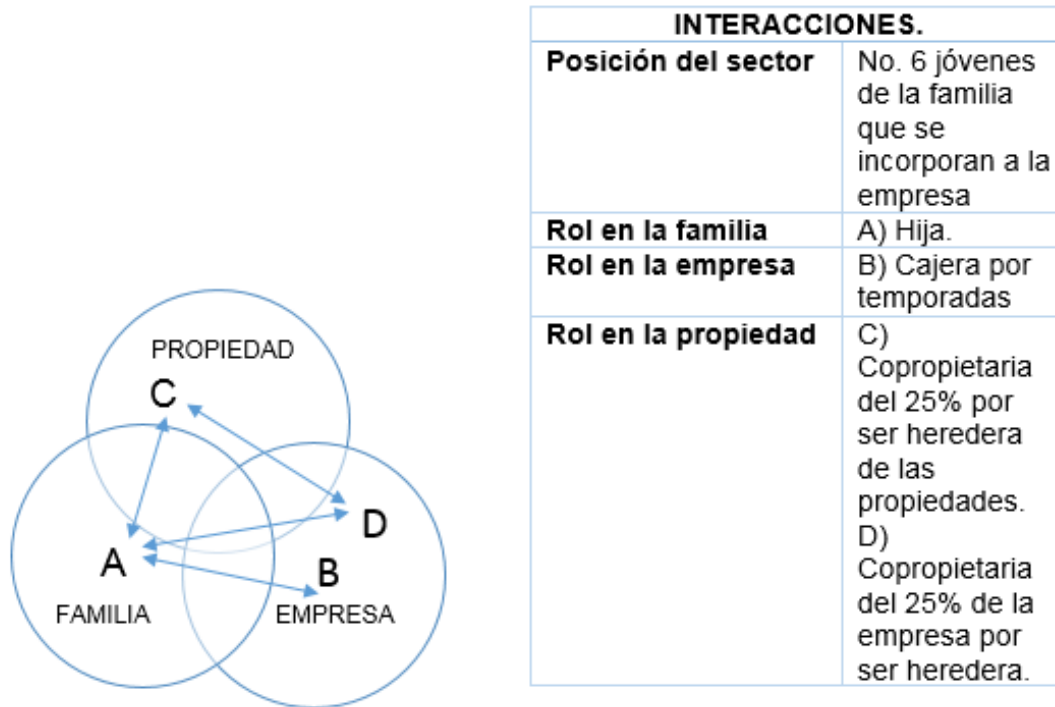 INTERACCIONES.
Posición del sector
No. 6 jóvenes
de la familia
que se
incorporan a la
empresa
Rol en la familia
A) Hija.
Rol en la empresa
B) Cajera por
temporadas
Rol en la propiedad
C)
Copropietaria
del 25% por
ser heredera
de las
propiedades.
D)
Copropietaria
del 25% de la
empresa por
ser heredera.
PROPIEDAD
C
D
A
B
FAMILIA
EMPRESA